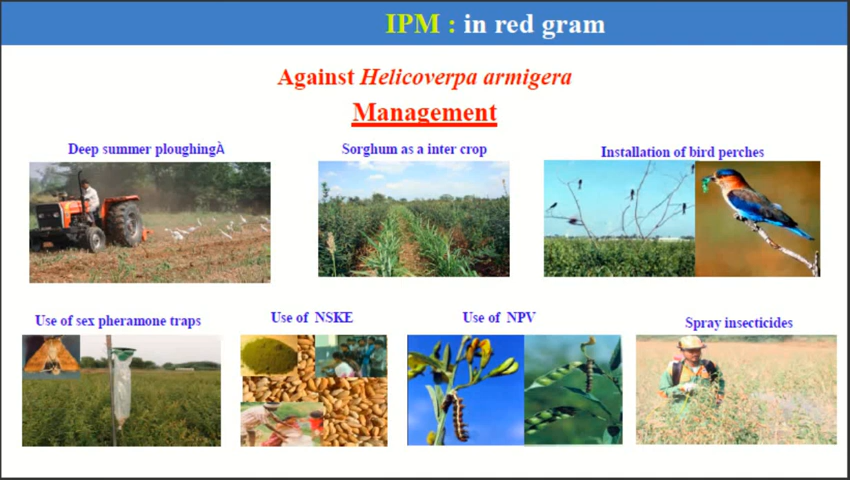 IPM : in red gram
Against Helicoverpa armigera
Management
Deep summer ploughingÀ
Sorghum as a inter crop
Installation of bird perches
Use of sex pheramone traps
Use of NSKE
Use of NPV
Spray insecticides